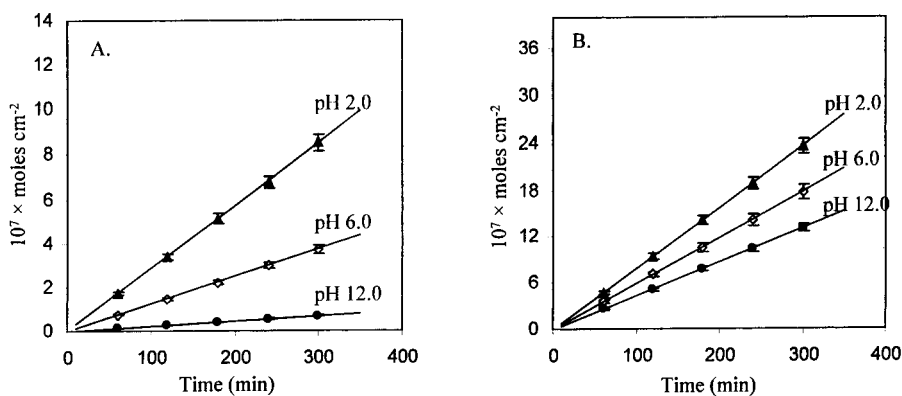 A.
10⁷ × moles cm⁻²
14
12
10
8
6
4
2
0
pH 2.0
pH 6.0
pH 12.0
0 100 200 300 400
Time (min)
B.
10⁷ × moles cm⁻²
36
30
24
18
12
6
0
pH 2.0
pH 6.0
pH 12.0
0 100 200 300 400
Time (min)